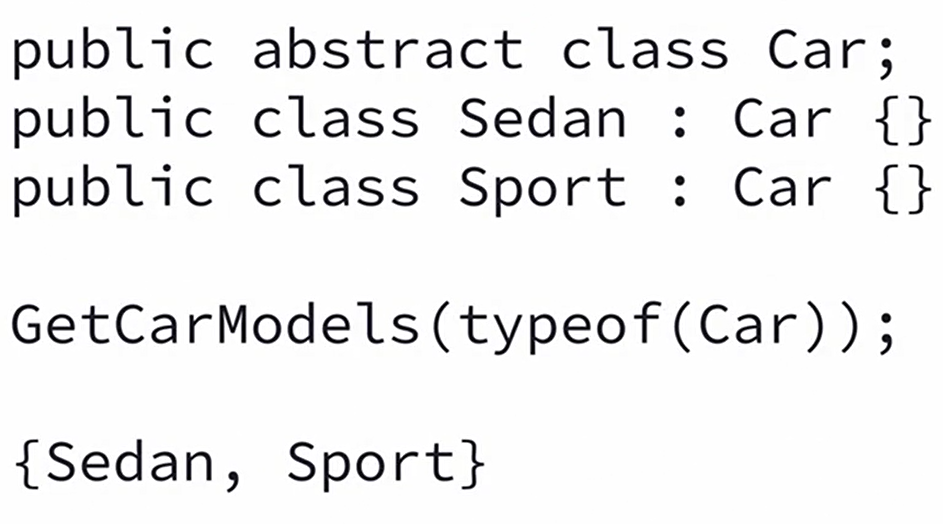 public abstract class Car;
public class Sedan : Car {}
public class Sport : Car {}
GetCarModels(typeof(Car));
{Sedan, Sport}